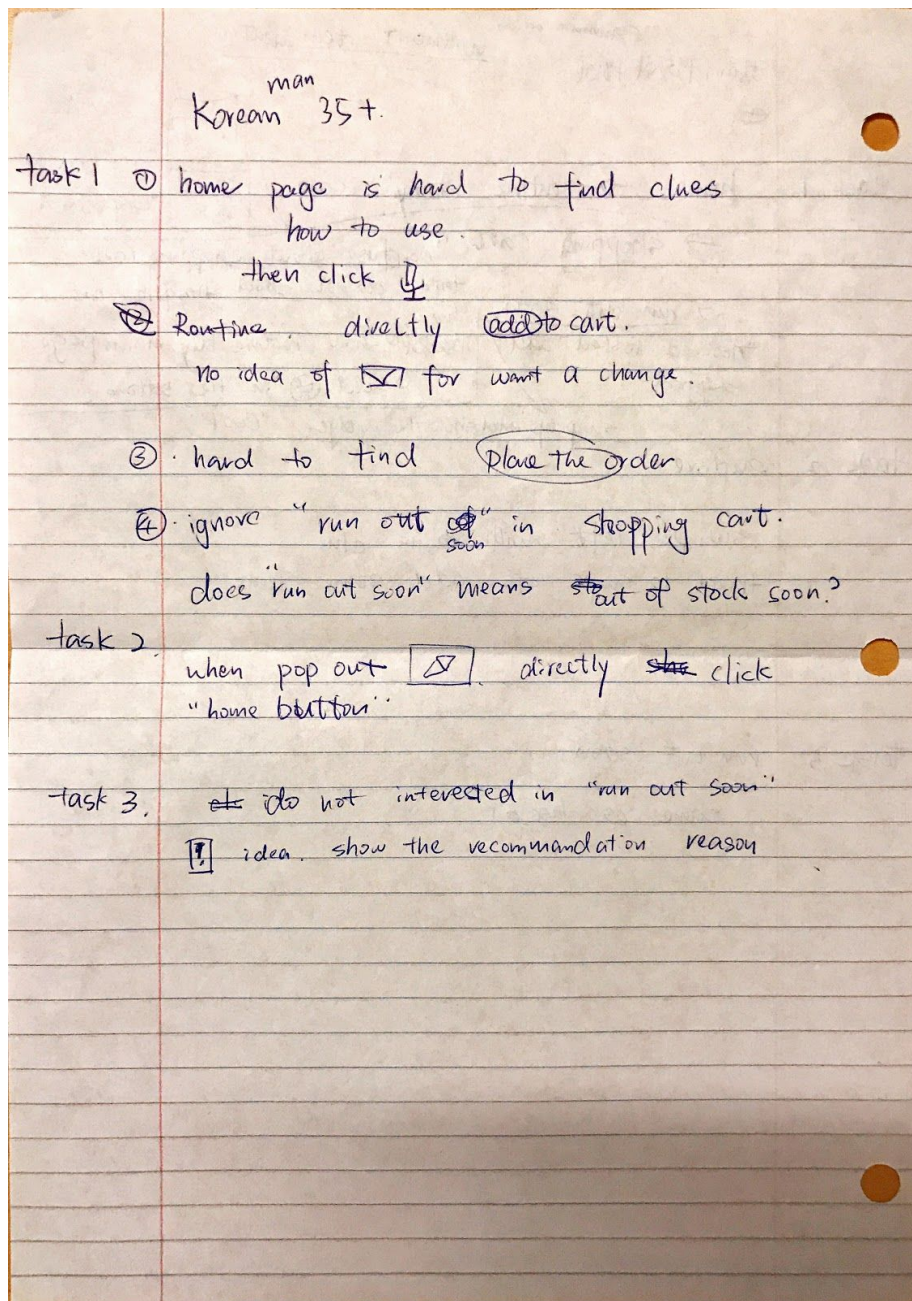 man
Korean 35+.
task 1 ① home page is hard to find clues
how to use.
then click
② Routine. directly add to cart.
no idea of for want a change.
③. hard to find place the order
④. ignore "run out soon" in shopping cart.
does "run out soon" means out of stock soon?
task 2.
when pop out directly click
"home button"
task 3. do not interested in "run out soon"
! idea. show the recommandation reason